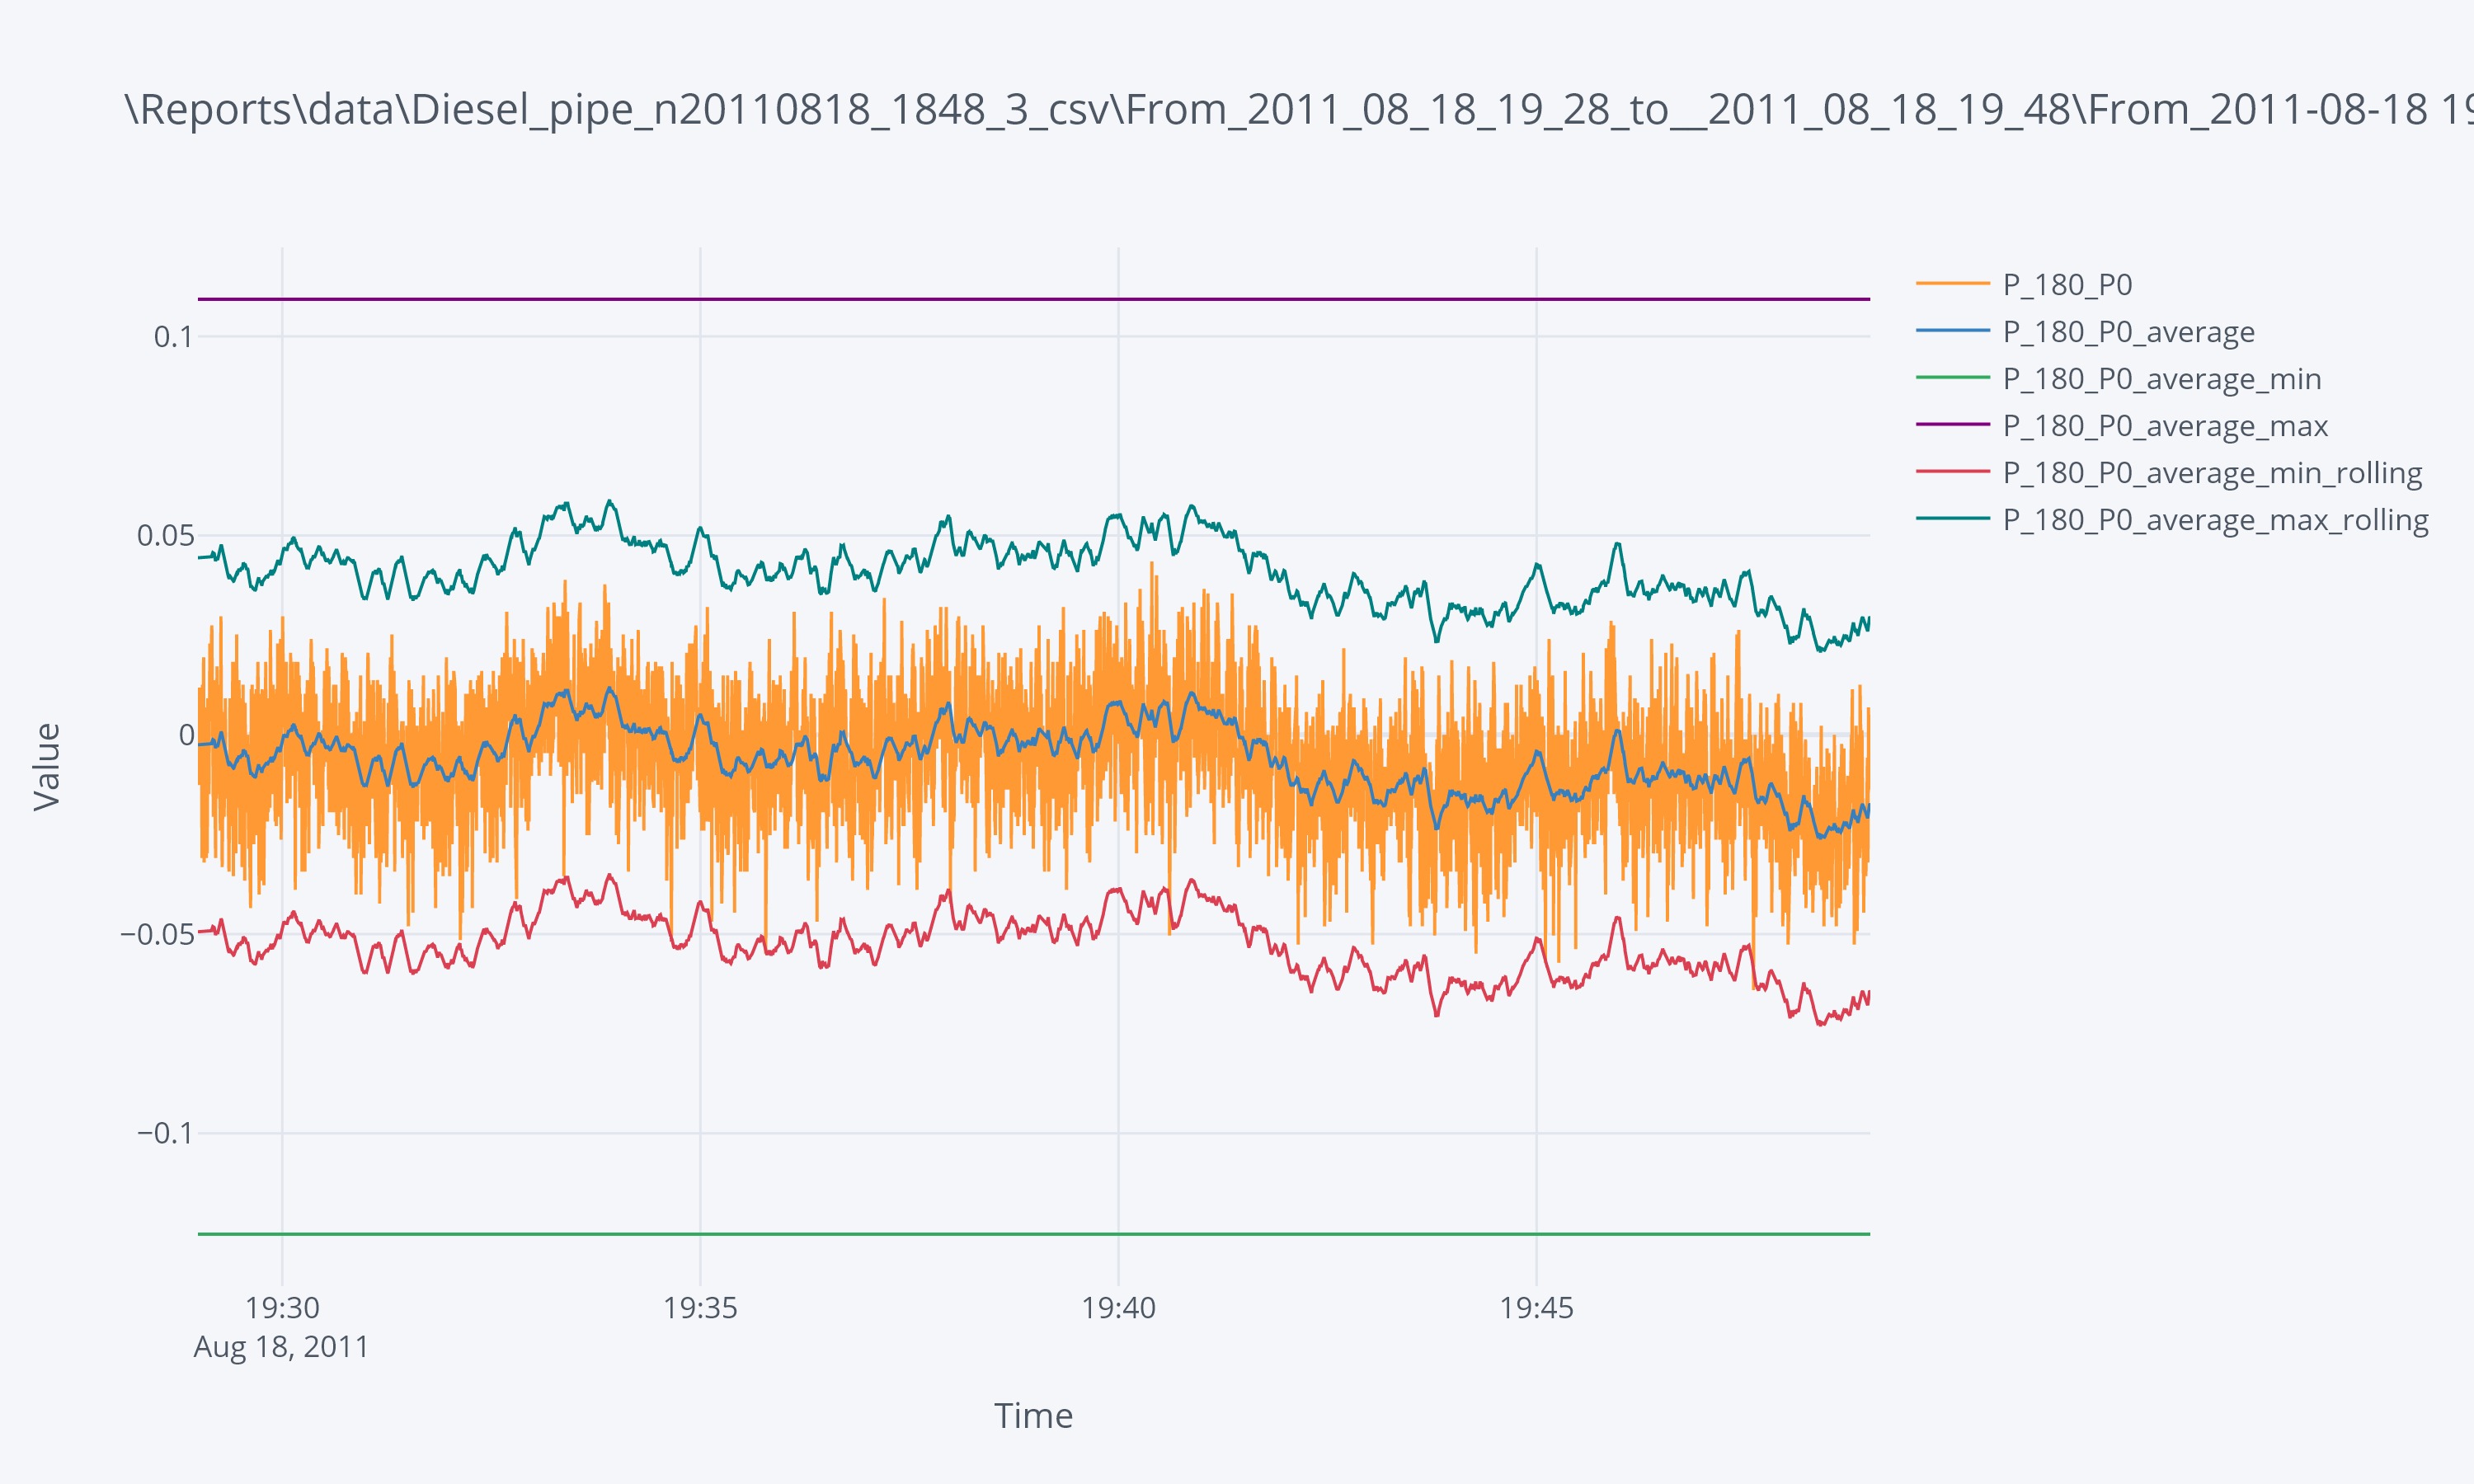 \Reports\data\Diesel_pipe_n20110818_1848_3_csv\From_2011_08_18_19_28_to__2011_08_18_19_48\From_2011-08-18 19
P_180_P0
P_180_P0_average
P_180_P0_average_min
P_180_P0_average_max
P_180_P0_average_min_rolling
P_180_P0_average_max_rolling
Value
0.1
0.05
0
−0.05
−0.1
19:30
19:35
19:40
19:45
Aug 18, 2011
Time